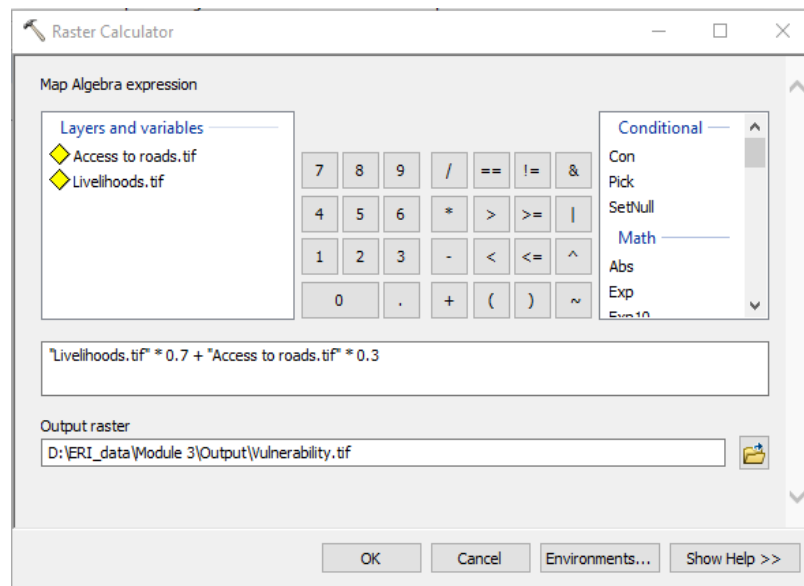 Raster Calculator
Map Algebra expression
Layers and variables
Access to roads.tif
Livelihoods.tif
7 8 9 / == != &
4 5 6 * > >= |
1 2 3 - < <= ^
0 . + ( ) ~
Conditional
Con
Pick
SetNull
Math
Abs
Exp
Exp10
"Livelihoods.tif" * 0.7 + "Access to roads.tif" * 0.3
Output raster
D:\ERI_data\Module 3\Output\Vulnerability.tif
OK Cancel Environments... Show Help >>